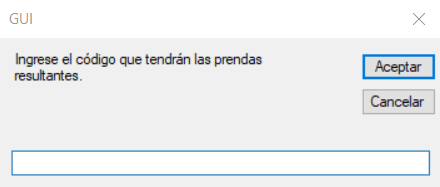 GUI
Ingrese el código que tendrán las prendas
resultantes.
Aceptar
Cancelar